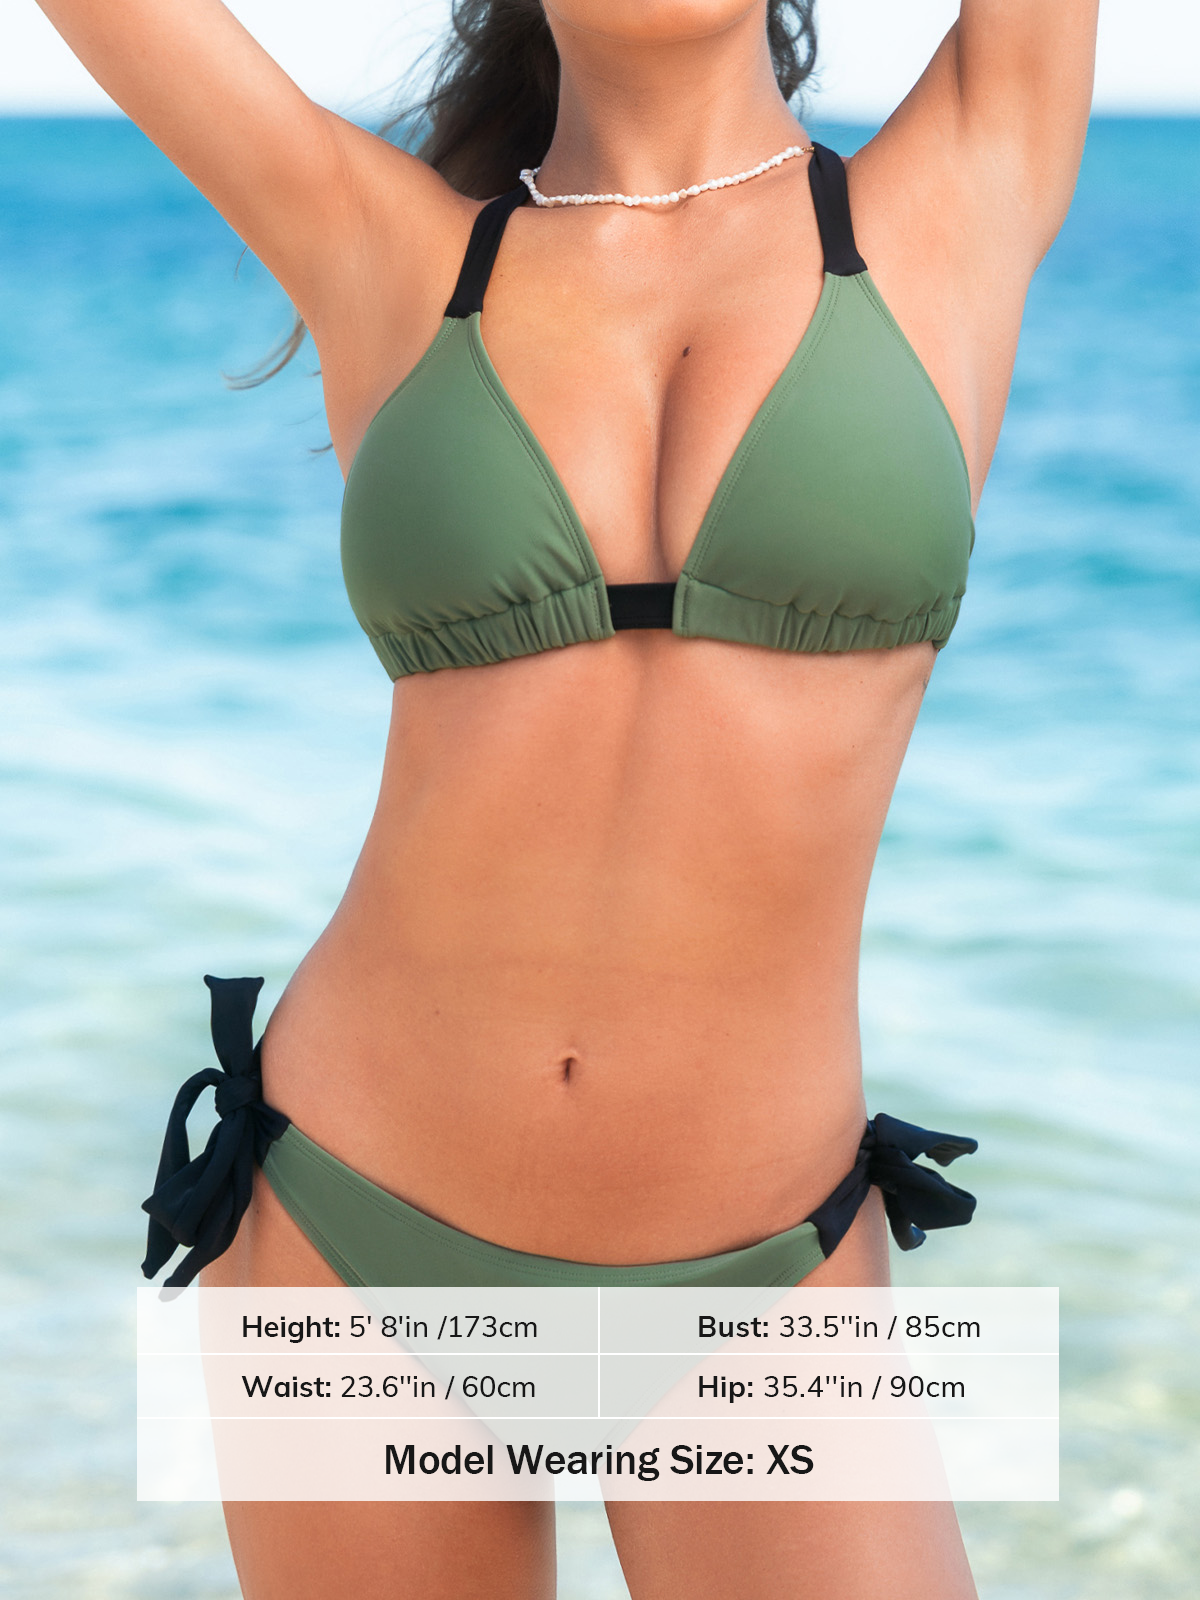 Height: 5' 8'in /173cm
Bust: 33.5''in / 85cm
Waist: 23.6''in / 60cm
Hip: 35.4''in / 90cm
Model Wearing Size: XS